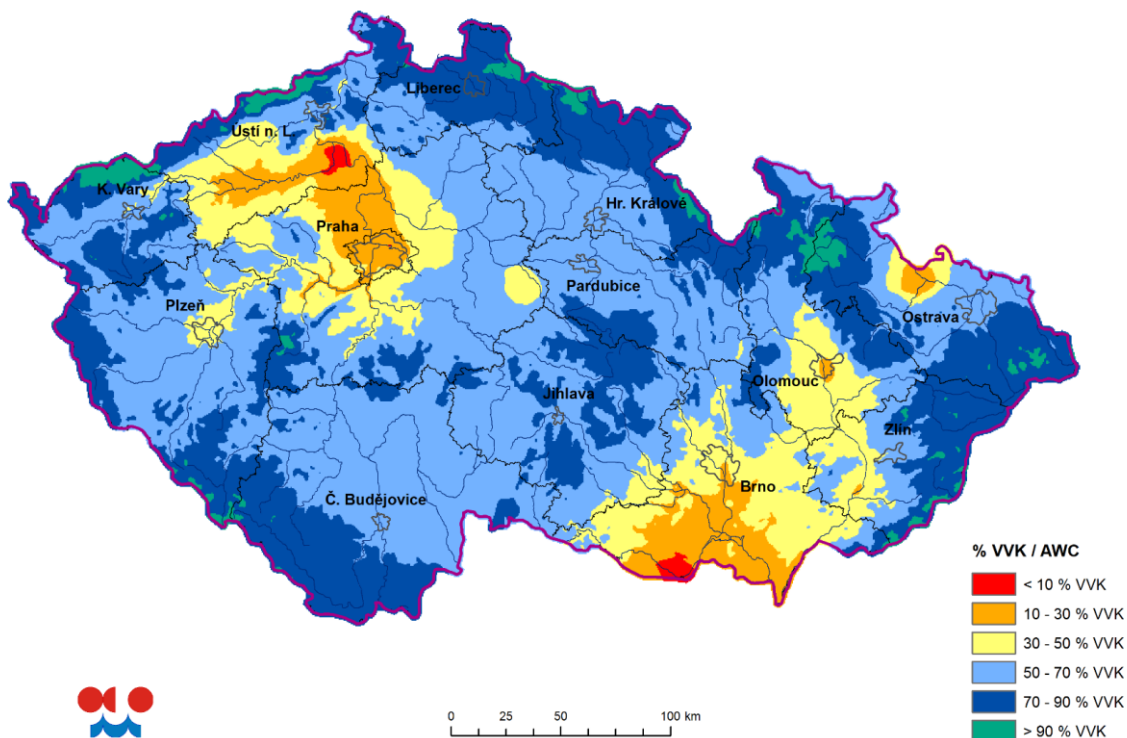 Liberec
Ústí n. L.
K. Vary
Hr. Králové
Praha
Pardubice
Plzeň
Ostrava
Olomouc
Jihlava
Zlín
Brno
Č. Budějovice
% VVK / AWC
< 10 % VVK
10 - 30 % VVK
30 - 50 % VVK
50 - 70 % VVK
70 - 90 % VVK
> 90 % VVK
0 25 50 100 km